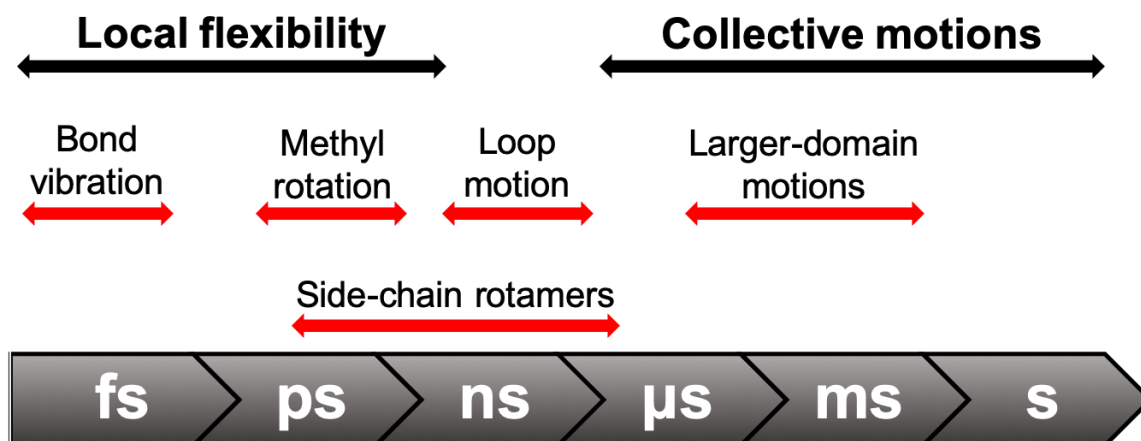 Local flexibility
Collective motions
Bond
vibration
Methyl
rotation
Loop
motion
Larger-domain
motions
Side-chain rotamers
fs
ps
ns
μs
ms
s